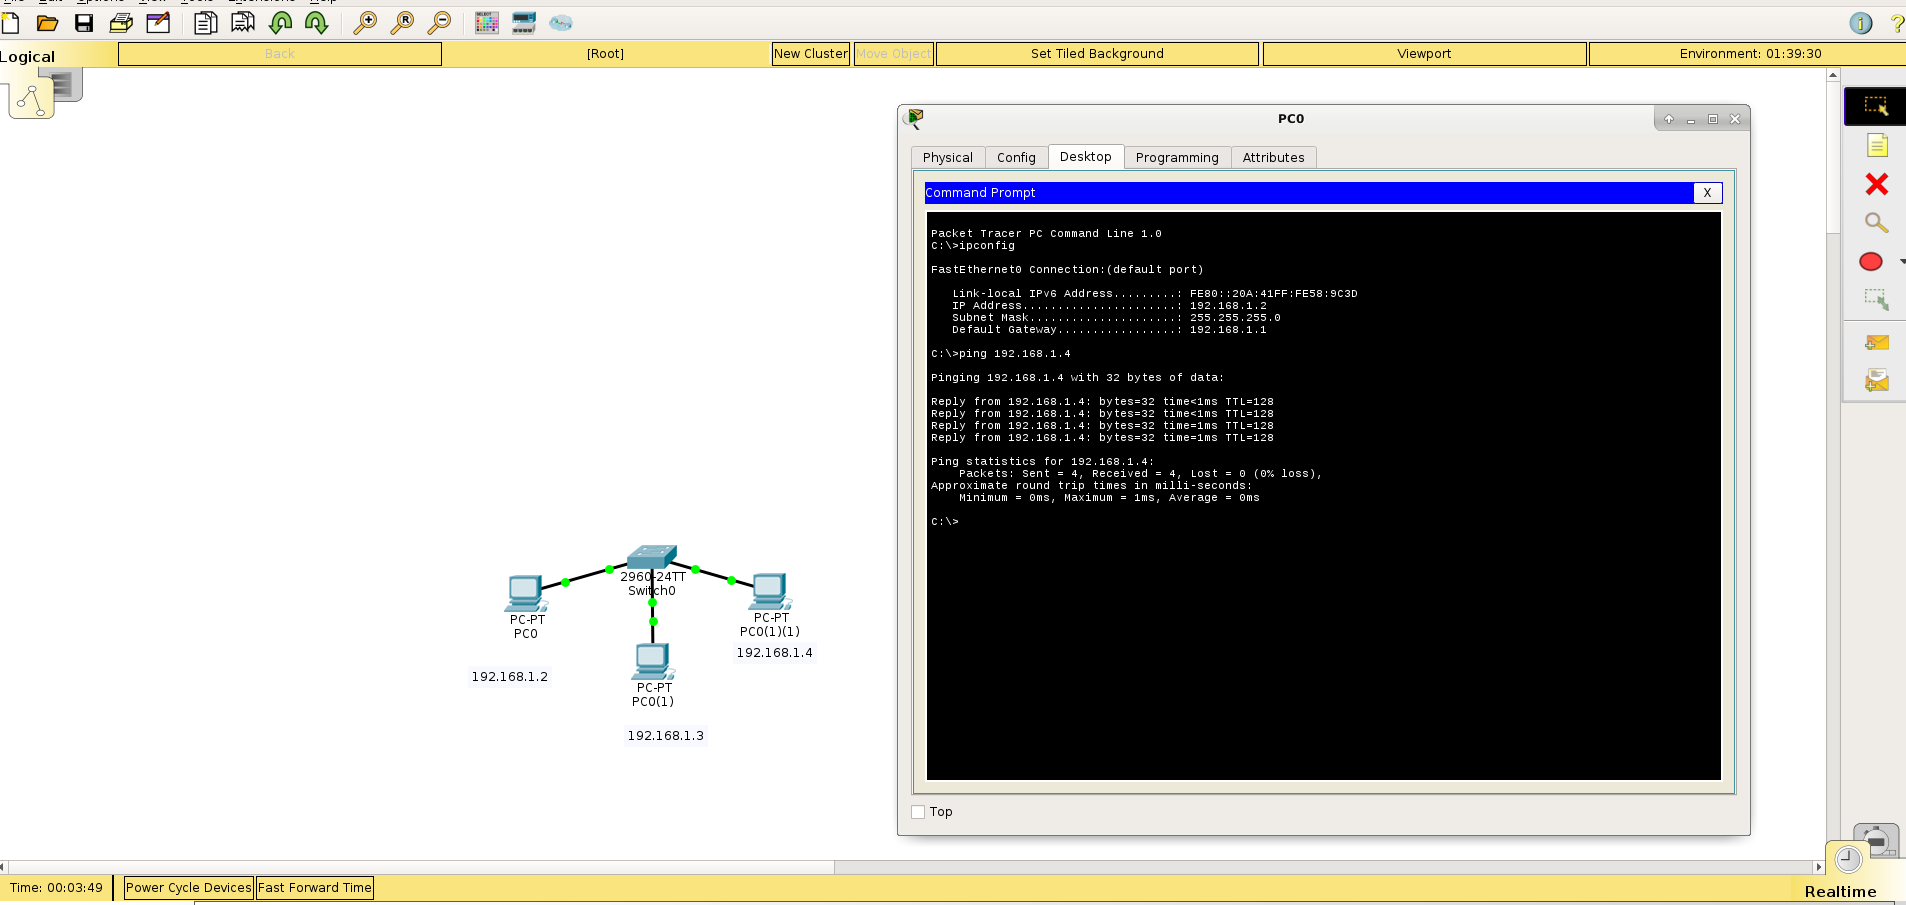 Logical
Back
[Root]
New Cluster
Move Object
Set Tiled Background
Viewport
Environment: 01:39:30
PC0
Physical
Config
Desktop
Programming
Attributes
Command Prompt
X
Packet Tracer PC Command Line 1.0
C:\>ipconfig
FastEthernet0 Connection:(default port)
Link-local IPv6 Address.........: FE80::20A:41FF:FE58:9C3D
IP Address......................: 192.168.1.2
Subnet Mask.....................: 255.255.255.0
Default Gateway.................: 192.168.1.1
C:\>ping 192.168.1.4
Pinging 192.168.1.4 with 32 bytes of data:
Reply from 192.168.1.4: bytes=32 time<1ms TTL=128
Reply from 192.168.1.4: bytes=32 time<1ms TTL=128
Reply from 192.168.1.4: bytes=32 time=1ms TTL=128
Reply from 192.168.1.4: bytes=32 time=1ms TTL=128
Ping statistics for 192.168.1.4:
Packets: Sent = 4, Received = 4, Lost = 0 (0% loss),
Approximate round trip times in milli-seconds:
Minimum = 0ms, Maximum = 1ms, Average = 0ms
C:\>
Top
2960-24TT
Switch0
PC-PT
PC0
192.168.1.2
PC-PT
PC0(1)
192.168.1.3
PC-PT
PC0(1)(1)
192.168.1.4
Time: 00:03:49
Power Cycle Devices
Fast Forward Time
Realtime